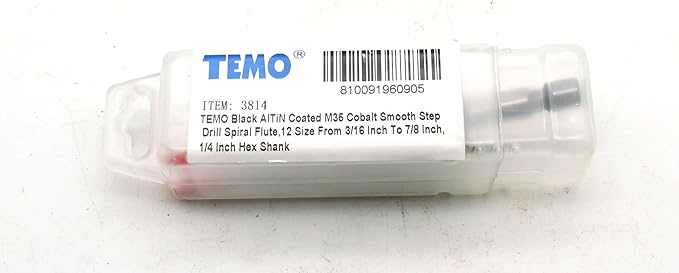 TEMO®
810091960905
ITEM: 3814
TEMO Black AlTiN Coated M35 Cobalt Smooth Step
Drill Spiral Flute,12 Size From 3/16 Inch To 7/8 Inch,
1/4 Inch Hex Shank